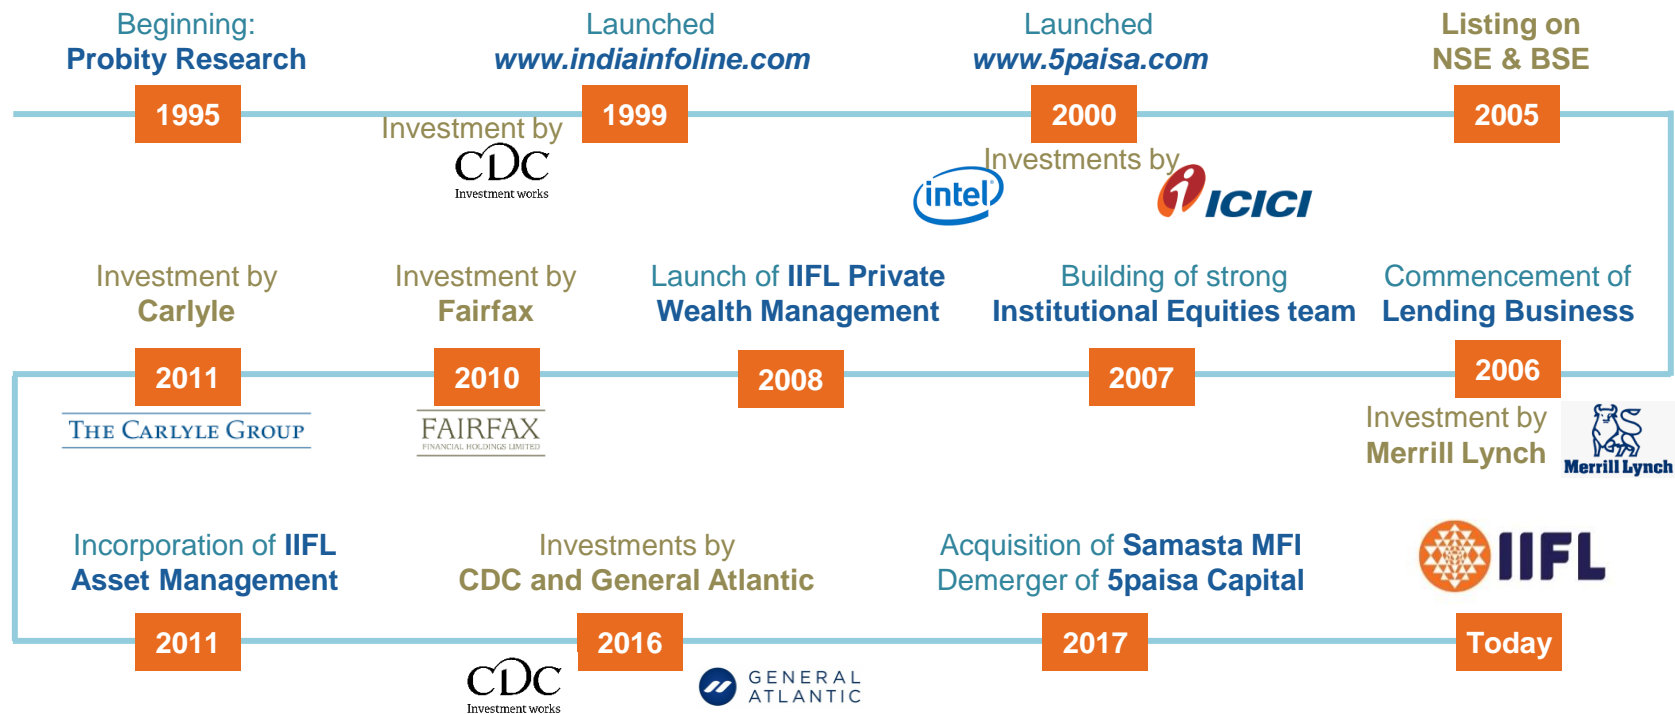 Beginning:
Probity Research
1995
Launched
www.indiainfoline.com
1999
Investment by
CDC
Investment works
Launched
www.5paisa.com
2000
Investments by
intel
ICICI
Listing on
NSE & BSE
2005
Investment by
Carlyle
2011
THE CARLYLE GROUP
Investment by
Fairfax
2010
FAIRFAX
FINANCIAL HOLDINGS LIMITED
Launch of IIFL Private
Wealth Management
2008
Building of strong
Institutional Equities team
2007
Commencement of
Lending Business
2006
Investment by
Merrill Lynch
Merrill Lynch
Incorporation of IIFL
Asset Management
2011
Investments by
CDC and General Atlantic
2016
CDC
Investment works
GENERAL
ATLANTIC
Acquisition of Samasta MFI
Demerger of 5paisa Capital
2017
IIFL
Today